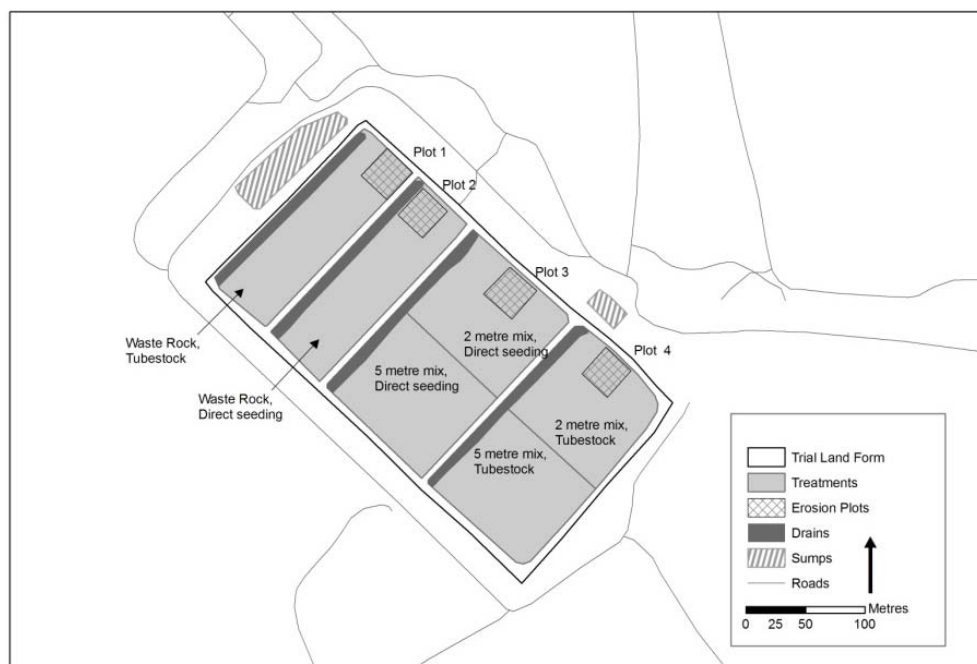 Plot 1
Plot 2
Plot 3
Plot 4
Waste Rock,
Tubestock
Waste Rock,
Direct seeding
2 metre mix,
Direct seeding
5 metre mix,
Direct seeding
2 metre mix,
Tubestock
5 metre mix,
Tubestock
Trial Land Form
Treatments
Erosion Plots
Drains
Sumps
Roads
Metres
0 25 50 100